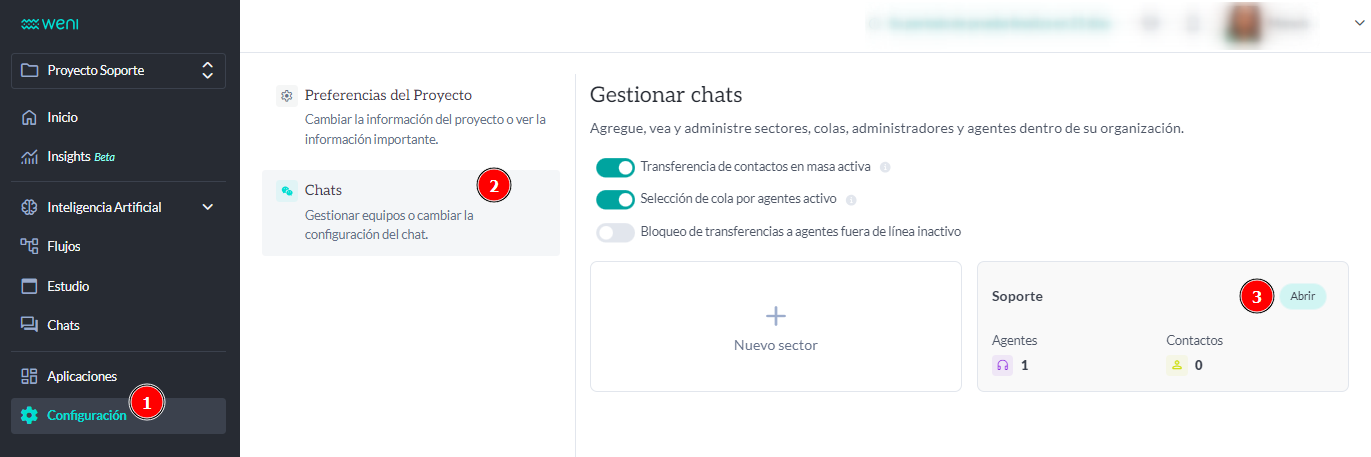 weni
Proyecto Soporte
Inicio
Insights Beta
Inteligencia Artificial
Flujos
Estudio
Chats
Aplicaciones
Configuración
1
Preferencias del Proyecto
Cambiar la información del proyecto o ver la
información importante.
Chats
2
Gestionar equipos o cambiar la
configuración del chat.
Gestionar chats
Agregue, vea y administre sectores, colas, administradores y agentes dentro de su organización.
Transferencia de contactos en masa activa
Selección de cola por agentes activo
Bloqueo de transferencias a agentes fuera de línea inactivo
Nuevo sector
Soporte
3
Abrir
Agentes
Contactos
1
0